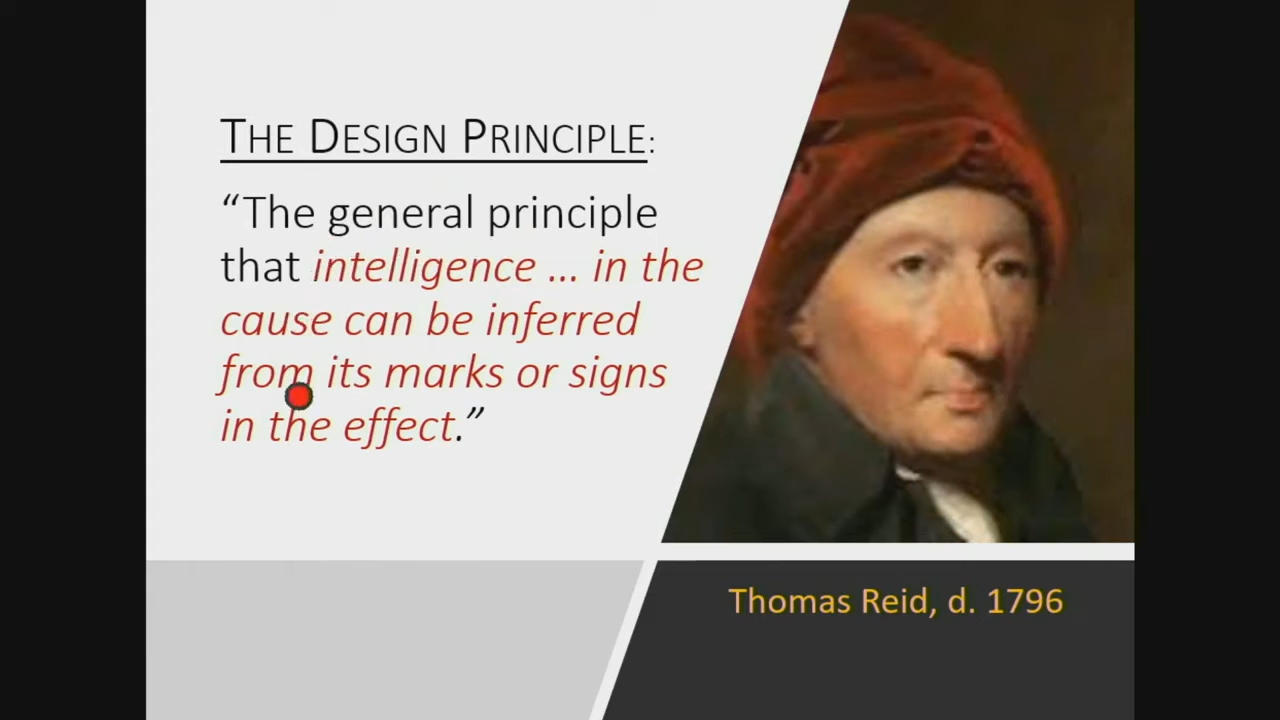 THE DESIGN PRINCIPLE:
“The general principle
that intelligence ... in the
cause can be inferred
from its marks or signs
in the effect.”
Thomas Reid, d. 1796